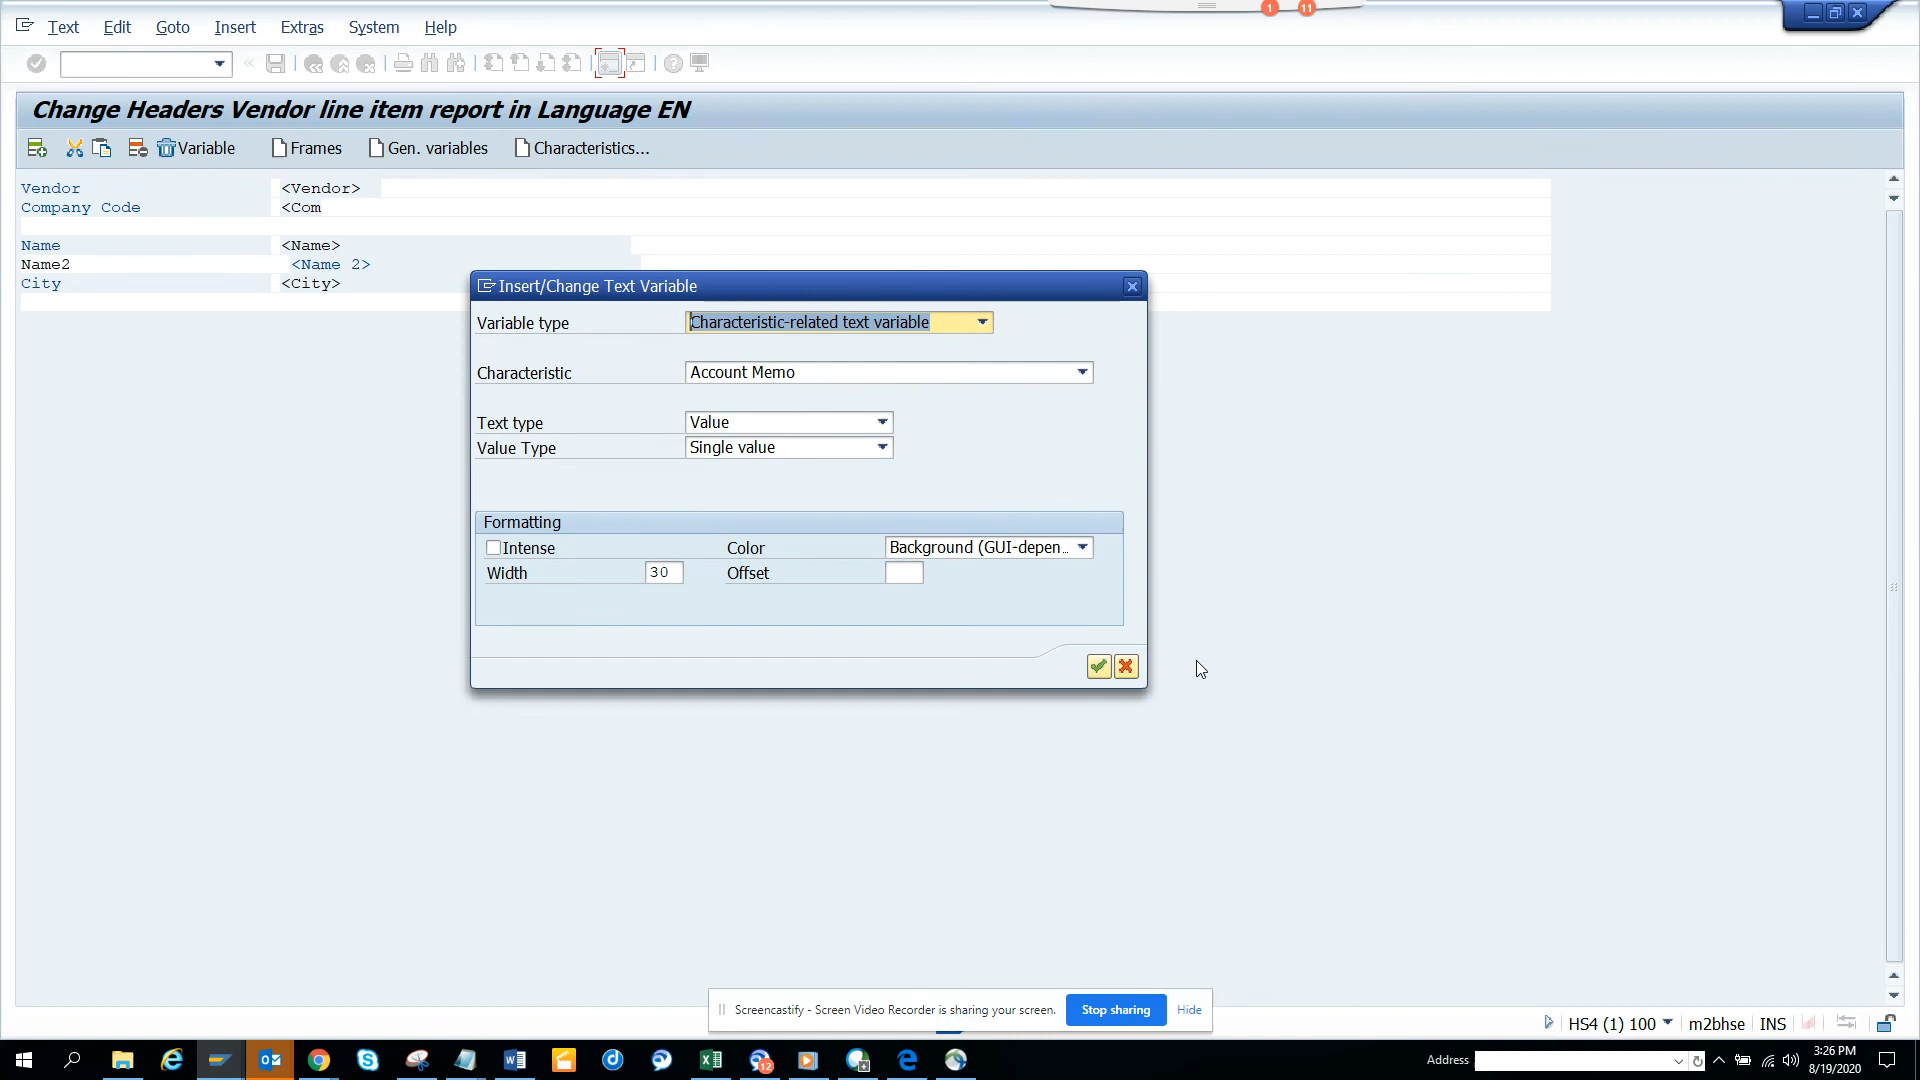 1 11
Text Edit Goto Insert Extras System Help
Change Headers Vendor line item report in Language EN
Variable Frames Gen. variables Characteristics...
Vendor <Vendor>
Company Code <Com
Name <Name>
Name2 <Name 2>
City <City>
Insert/Change Text Variable
Variable type Characteristic-related text variable
Characteristic Account Memo
Text type Value
Value Type Single value
Formatting
Intense Color Background (GUI-depen..
Width 30 Offset
Screencastify - Screen Video Recorder is sharing your screen. Stop sharing Hide
HS4 (1) 100 m2bhse INS
12 Address 3:26 PM
8/19/2020